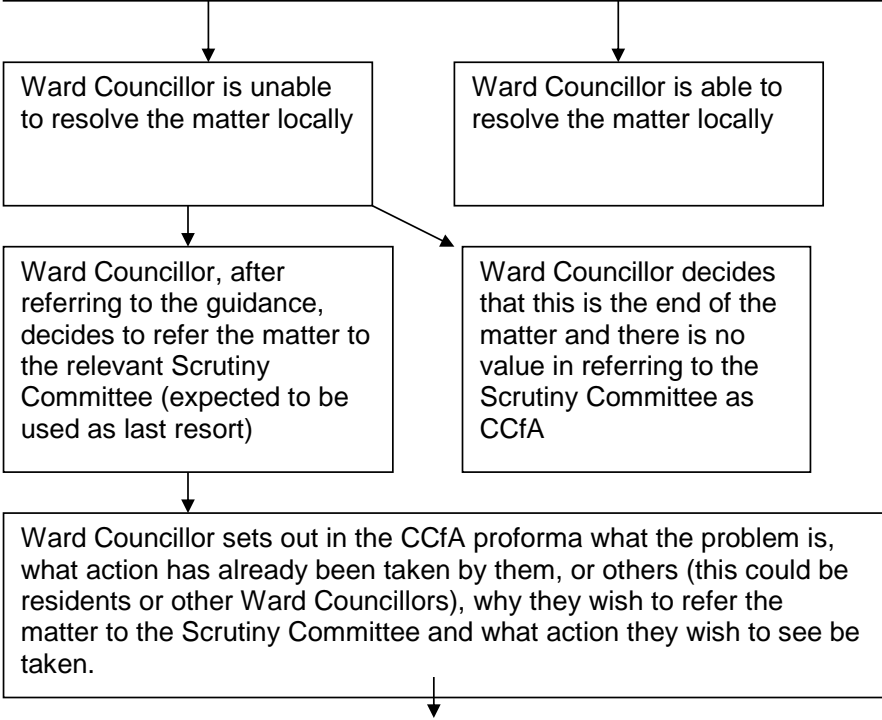 Ward Councillor is unable
to resolve the matter locally
Ward Councillor is able to
resolve the matter locally
Ward Councillor, after
referring to the guidance,
decides to refer the matter to
the relevant Scrutiny
Committee (expected to be
used as last resort)
Ward Councillor decides
that this is the end of the
matter and there is no
value in referring to the
Scrutiny Committee as
CCfA
Ward Councillor sets out in the CCfA proforma what the problem is,
what action has already been taken by them, or others (this could be
residents or other Ward Councillors), why they wish to refer the
matter to the Scrutiny Committee and what action they wish to see be
taken.